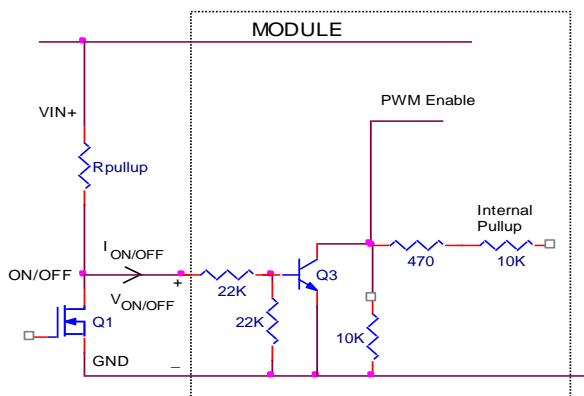 MODULE
PWM Enable
VIN+
Rpullup
Internal
Pullup
I ON/OFF
ON/OFF
+
22K
Q3
470
10K
V ON/OFF
Q1
22K
10K
GND
_